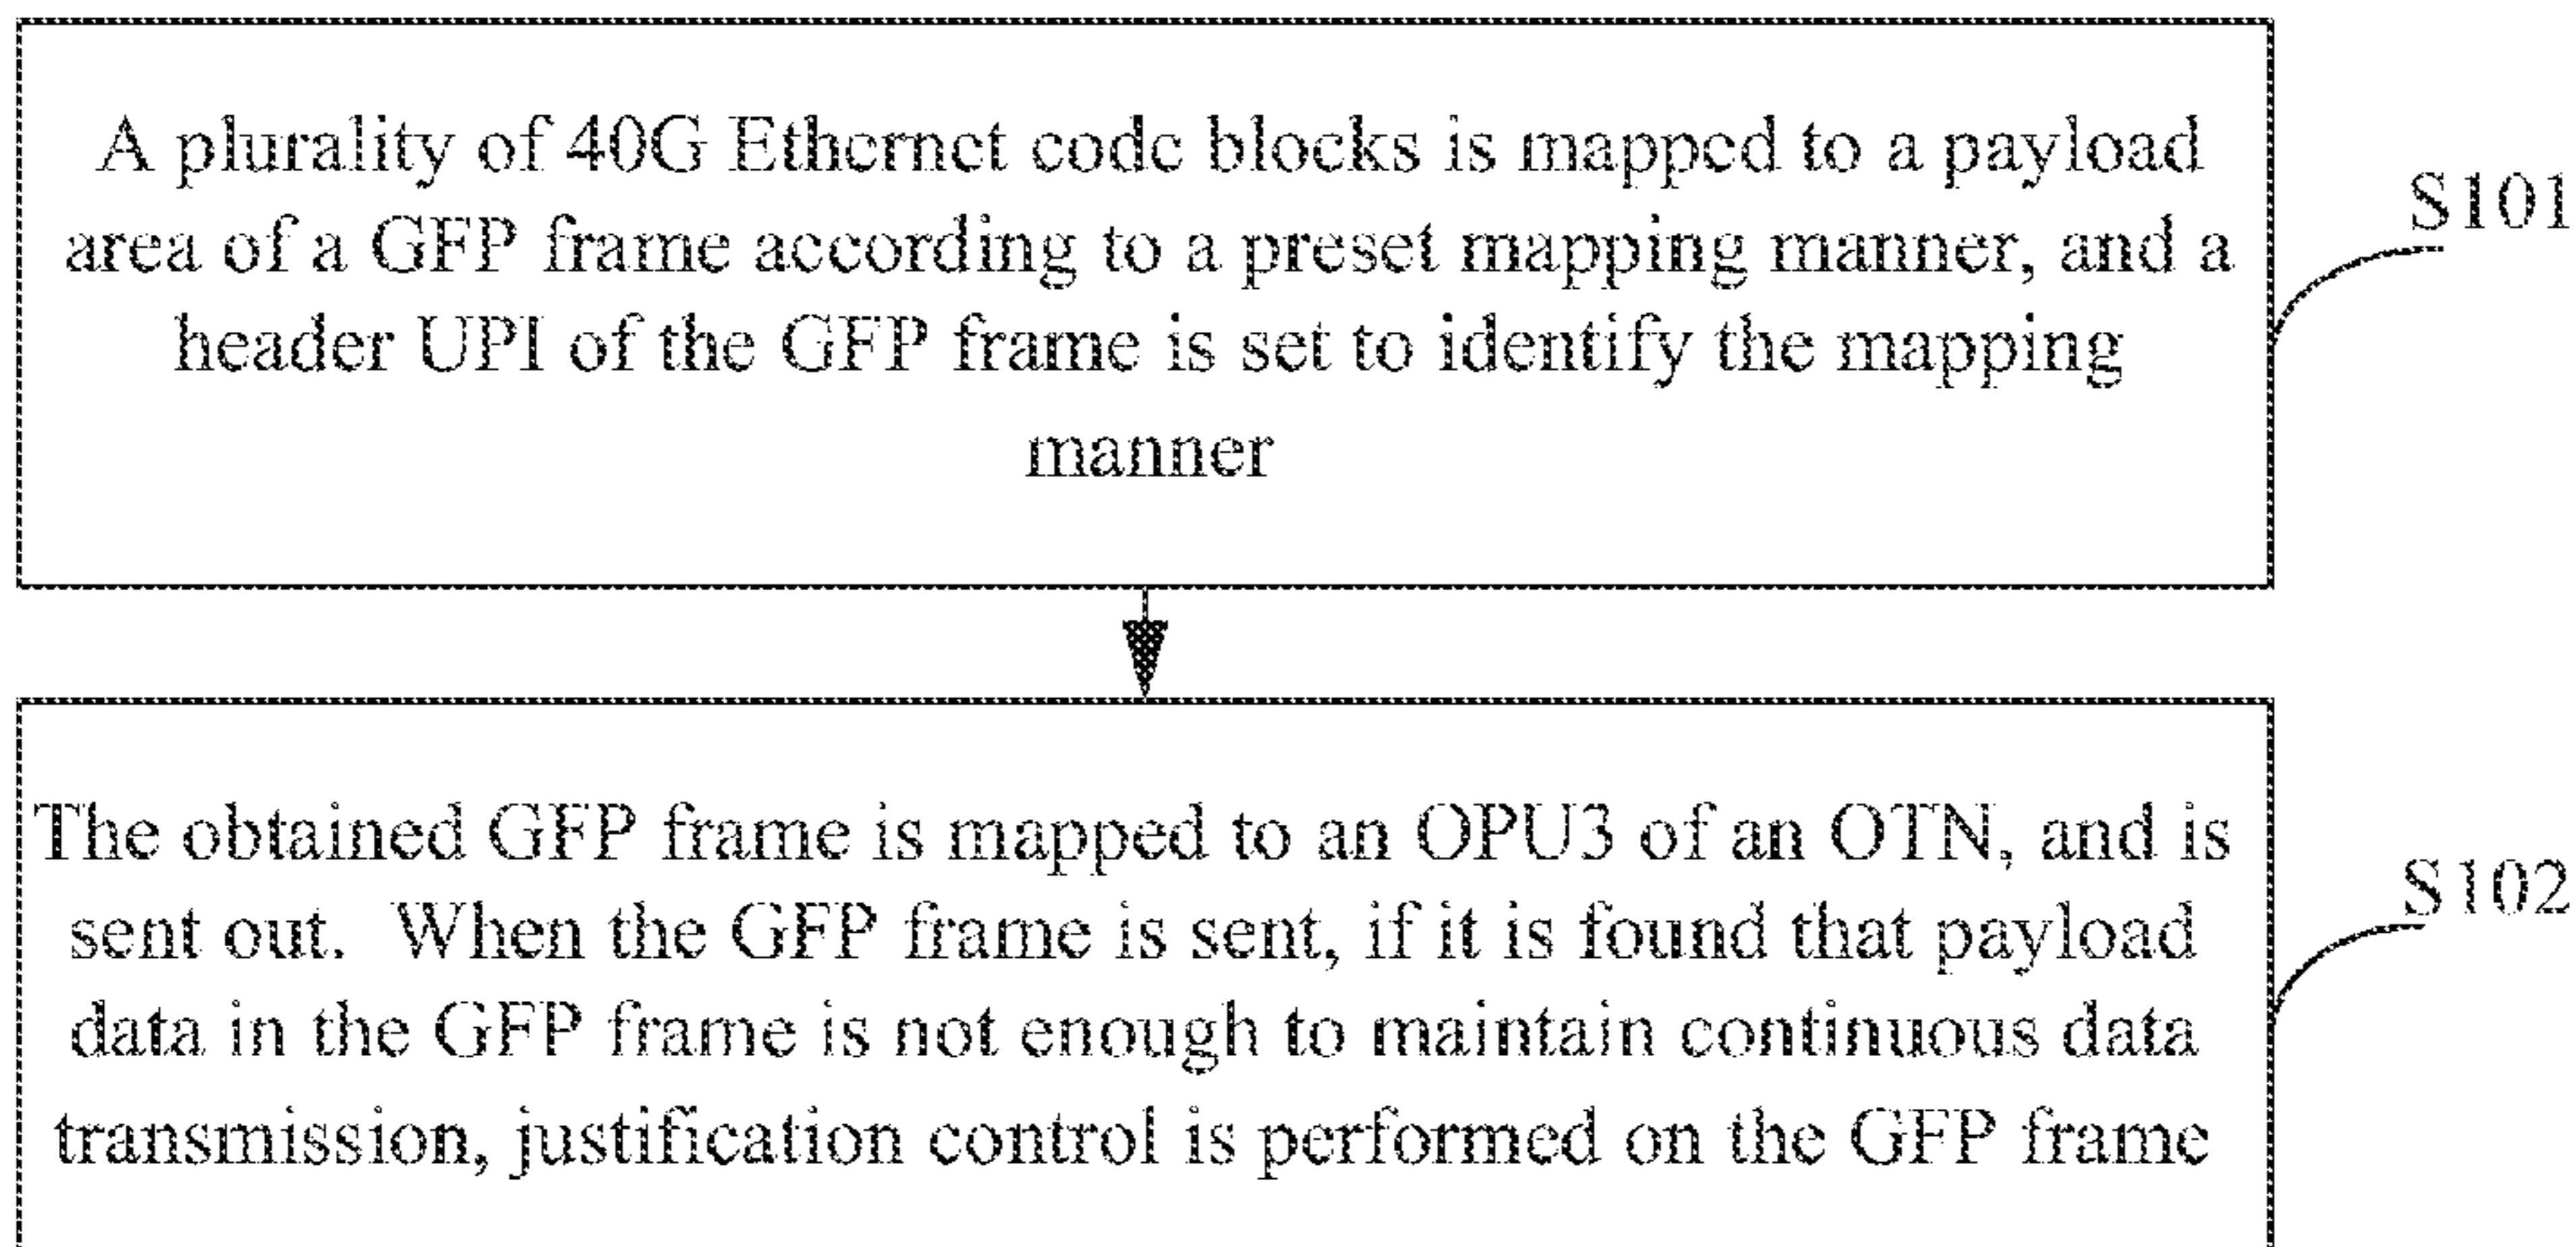 A plurality of 40G Ethernet code blocks is mapped to a payload
area of a GFP frame according to a preset mapping manner, and a
header UPI of the GFP frame is set to identify the mapping
manner
S101
The obtained GFP frame is mapped to an OPU3 of an OTN, and is
sent out. When the GFP frame is sent, if it is found that payload
data in the GFP frame is not enough to maintain continuous data
transmission, justification control is performed on the GFP frame
S102